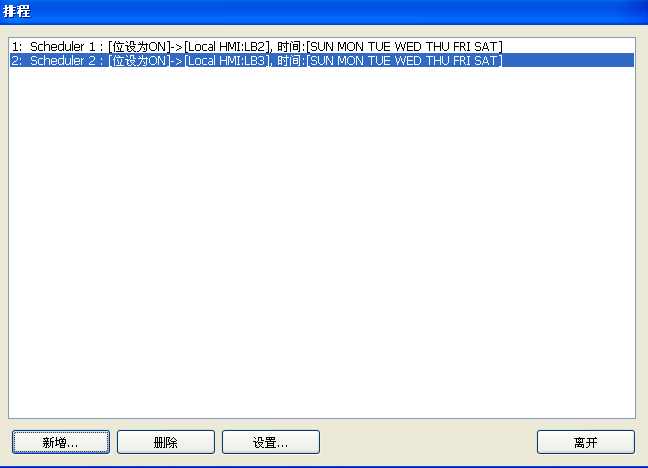 排程
1: Scheduler 1 : [位设为ON]->[Local HMI:LB2], 时间:[SUN MON TUE WED THU FRI SAT]
2: Scheduler 2 : [位设为ON]->[Local HMI:LB3], 时间:[SUN MON TUE WED THU FRI SAT]
新增... 删除 设置... 离开